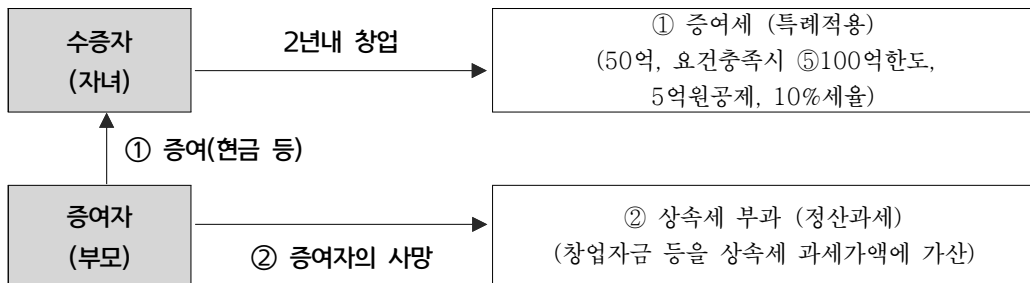 수증자
(자녀)
2년내 창업
① 증여세 (특례적용)
(50억, 요건충족시 ⑤100억한도,
5억원공제, 10%세율)
① 증여(현금 등)
증여자
(부모)
② 증여자의 사망
② 상속세 부과 (정산과세)
(창업자금 등을 상속세 과세가액에 가산)